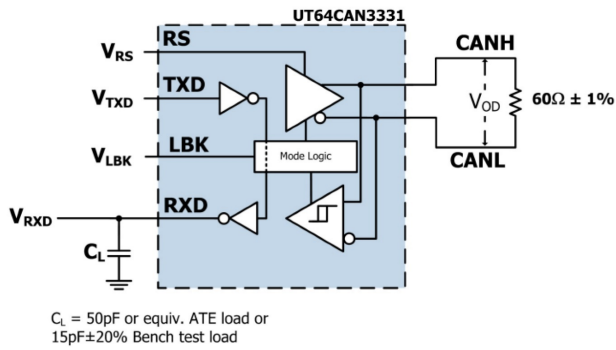 UT64CAN3331
RS
V_RS
CANH
TXD
V_TXD
V_OD
60Ω ± 1%
LBK
V_LBK
Mode Logic
CANL
RXD
V_RXD
C_L
C_L = 50pF or equiv. ATE load or
15pF±20% Bench test load